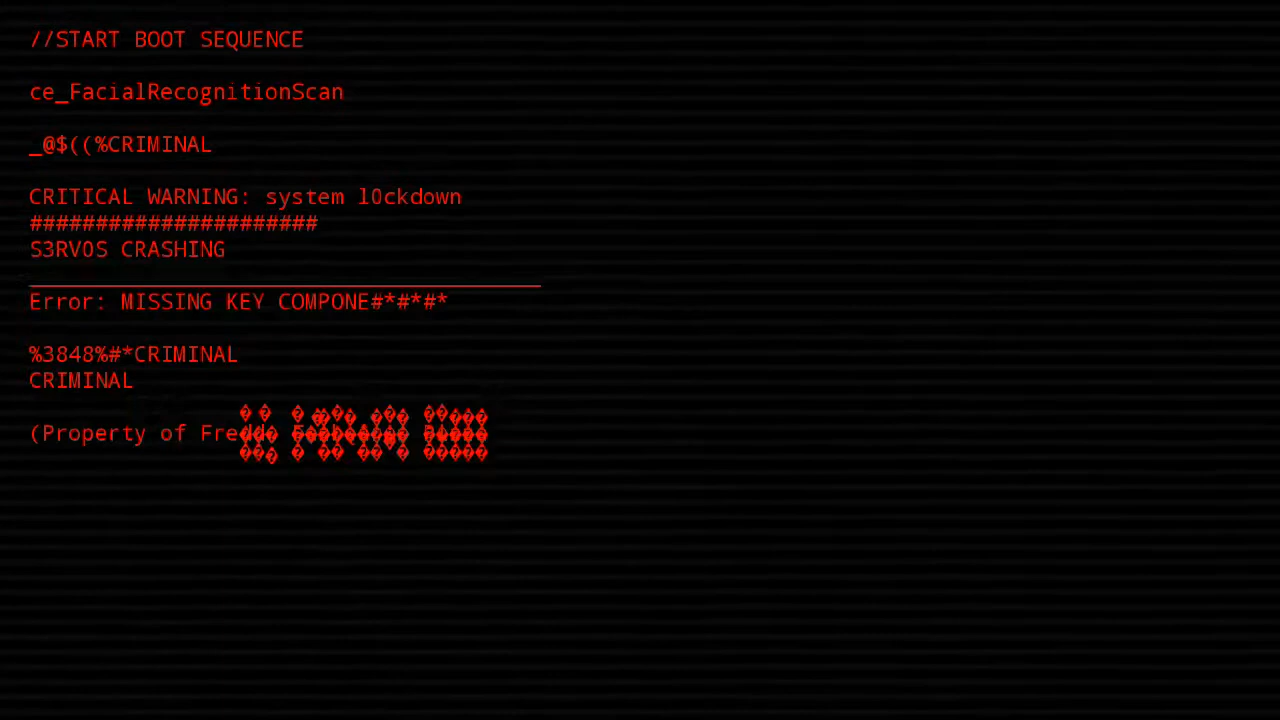 //START BOOT SEQUENCE
ce_FacialRecognitionScan
_@$((%CRIMINAL
CRITICAL WARNING: system l0ckdown
######################
S3RV0S CRASHING
_______________________________________
Error: MISSING KEY COMPONE#*#*#*
%3848%#*CRIMINAL
CRIMINAL
(Property of